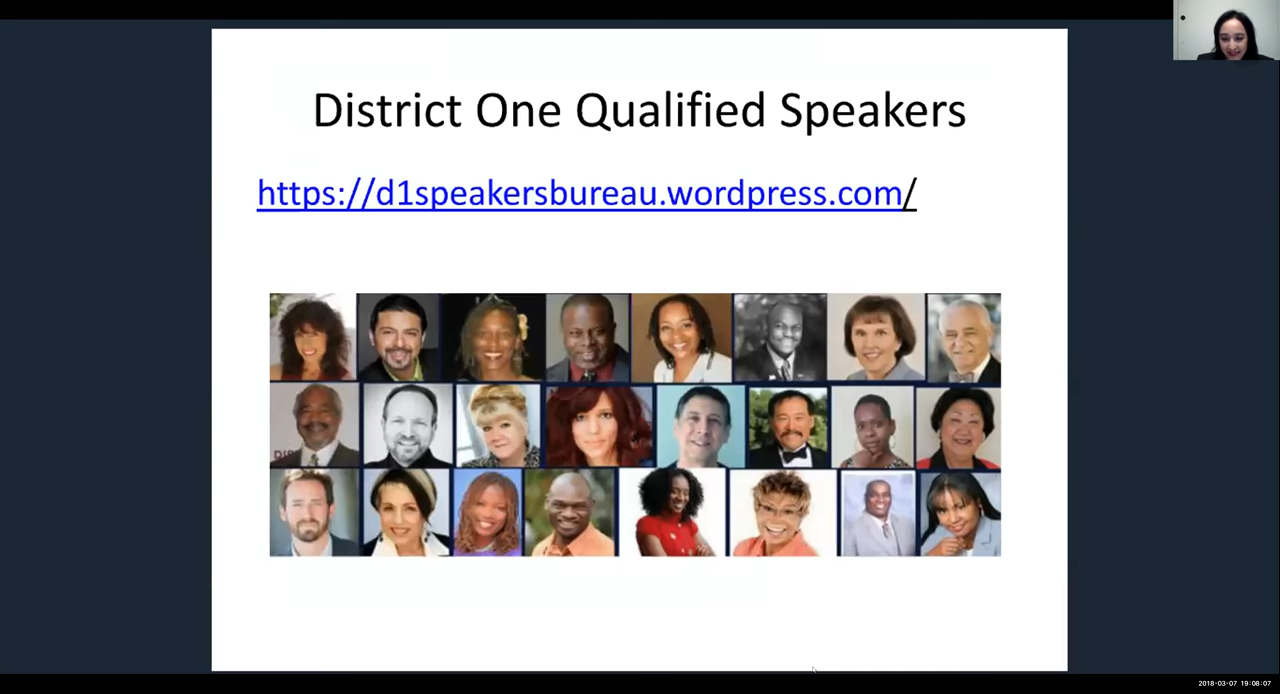 District One Qualified Speakers
https://d1speakersbureau.wordpress.com/
2018-03-07 19:08:07